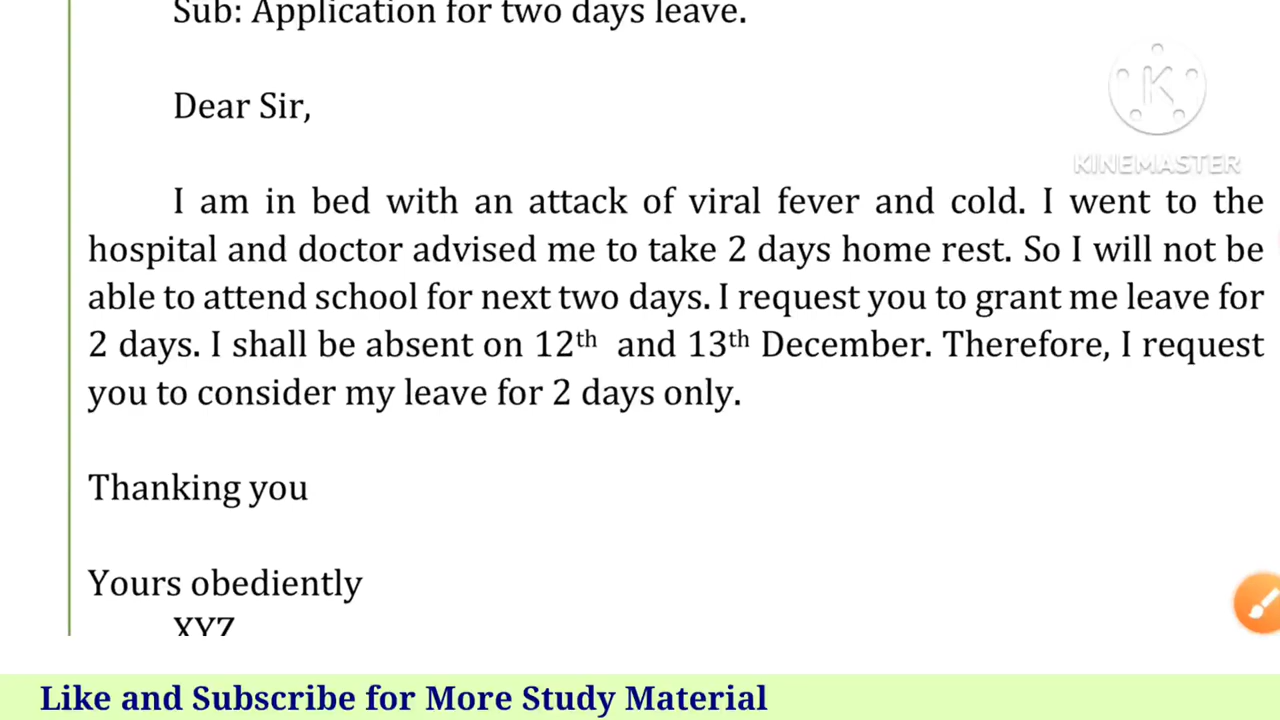 Sub: Application for two days leave.
Dear Sir,
KINEMASTER
I am in bed with an attack of viral fever and cold. I went to the
hospital and doctor advised me to take 2 days home rest. So I will not be
able to attend school for next two days. I request you to grant me leave for
2 days. I shall be absent on 12th and 13th December. Therefore, I request
you to consider my leave for 2 days only.
Thanking you
Yours obediently
XYZ
Like and Subscribe for More Study Material